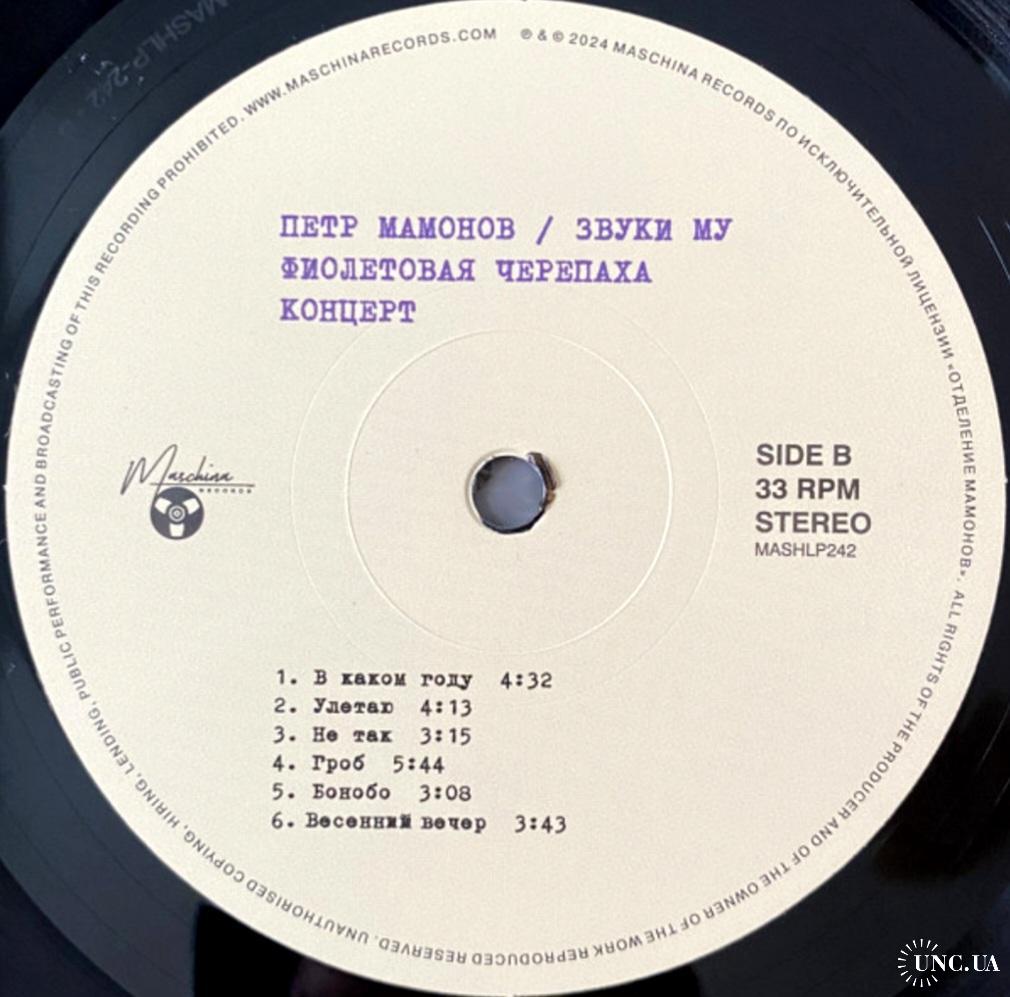 WWW.MASCHINARECORDS.COM ℗ & © 2024 MASCHINA RECORDS ПО ИСКЛЮЧИТЕЛЬНОЙ ЛИЦЕНЗИИ «ОТДЕЛЕНИЕ МАМОНОВ». ALL RIGHTS OF THE PRODUCER AND OF THE OWNER OF THE WORK REPRODUCED RESERVED. UNAUTHORISED COPYING, HIRING, LENDING, PUBLIC PERFORMANCE AND BROADCASTING OF THIS RECORDING PROHIBITED.
MASHLP-242
ПЕТР МАМОНОВ / ЗВУКИ МУ
ФИОЛЕТОВАЯ ЧЕРЕПАХА
КОНЦЕРТ
Maschina
RECORDS
SIDE B
33 RPM
STEREO
MASHLP242
1. В каком году 4:32
2. Улетаю 4:13
3. Не так 3:15
4. Гроб 5:44
5. Бонобо 3:08
6. Весенний вечер 3:43
UNC.UA